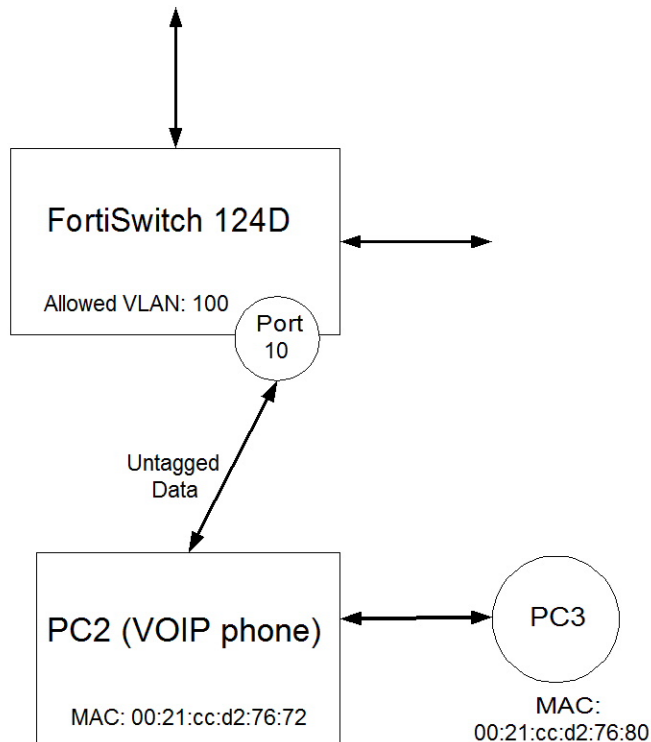 FortiSwitch 124D
Allowed VLAN: 100
Port
10
Untagged
Data
PC2 (VOIP phone)
MAC: 00:21:cc:d2:76:72
PC3
MAC:
00:21:cc:d2:76:80